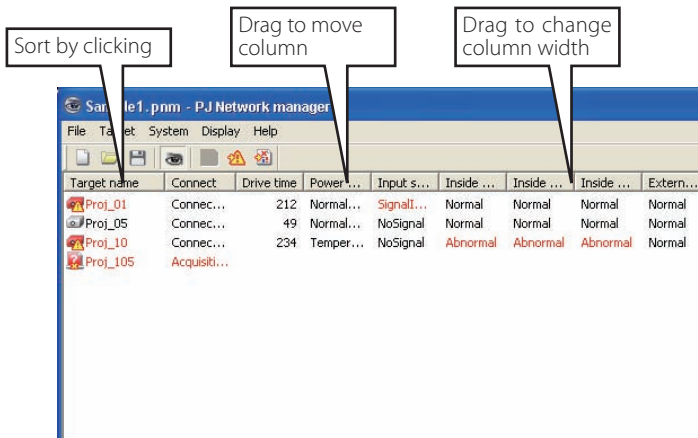 Sort by clicking
Drag to move
column
Drag to change
column width
Sample1.pnm - PJ Network manager
File Target System Display Help
Target name Connect Drive time Power ... Input s... Inside ... Inside ... Inside ... Extern...
Proj_01 Connec... 212 Normal... SignalI... Normal Normal Normal Normal
Proj_05 Connec... 49 Normal... NoSignal Normal Normal Normal Normal
Proj_10 Connec... 234 Temper... NoSignal Abnormal Abnormal Abnormal Normal
Proj_105 Acquisiti...